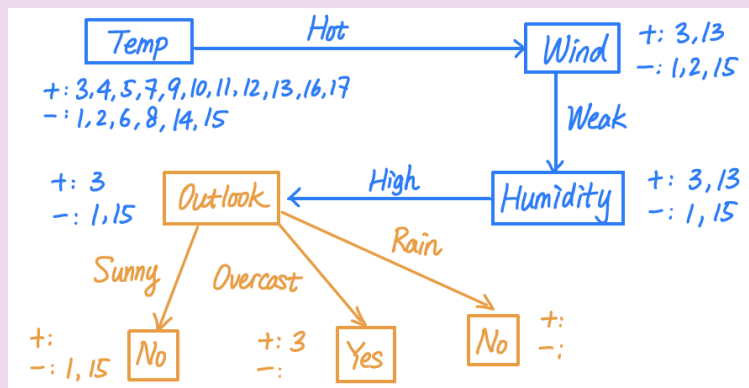 Temp
Hot
Wind
+: 3,13
-: 1,2,15
+: 3,4,5,7,9,10,11,12,13,16,17
-: 1,2,6,8,14,15
Weak
+: 3
-: 1,15
Outlook
High
Humidity
+: 3,13
-: 1,15
Sunny
Overcast
Rain
+:
-: 1,15
No
+: 3
-:
Yes
No
+:
-: